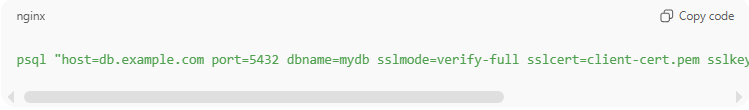 nginx
Copy code
psql "host=db.example.com port=5432 dbname=mydb sslmode=verify-full sslcert=client-cert.pem sslkey